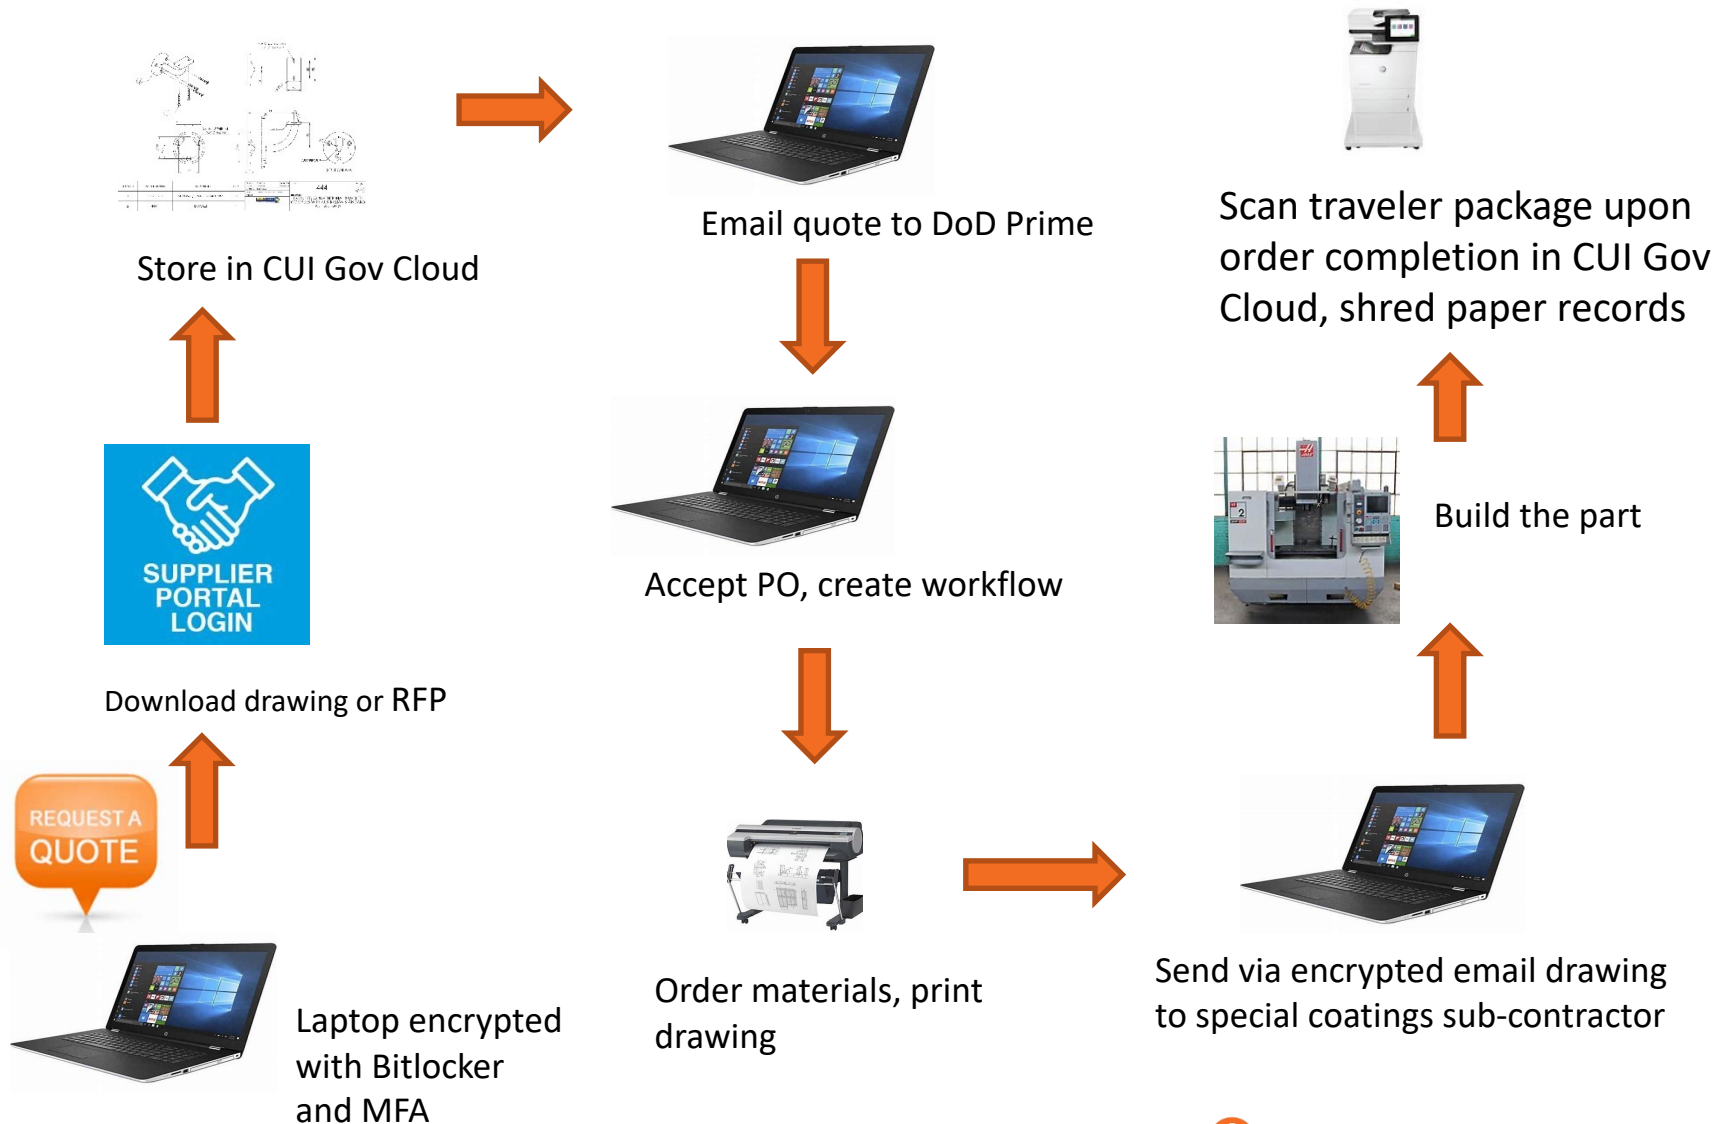 444
Store in CUI Gov Cloud
SUPPLIER
PORTAL
LOGIN
Download drawing or RFP
REQUEST A
QUOTE
Laptop encrypted
with Bitlocker
and MFA
Email quote to DoD Prime
Accept PO, create workflow
Order materials, print
drawing
Send via encrypted email drawing
to special coatings sub-contractor
2
Build the part
Scan traveler package upon
order completion in CUI Gov
Cloud, shred paper records